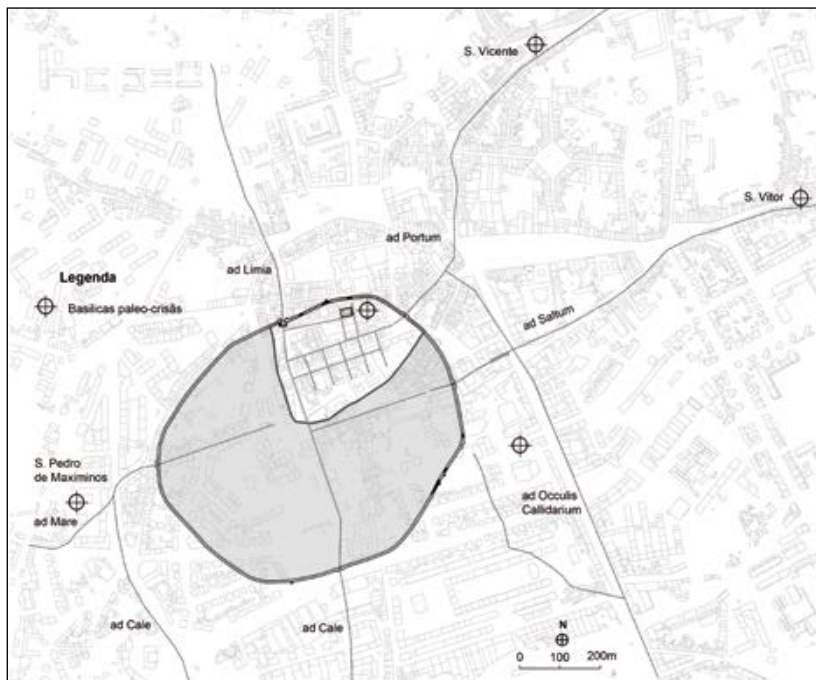 S. Vicente
S. Vitor
ad Portum
ad Limia
Legenda
Basilicas paleo-crisãs
ad Saltum
S. Pedro
de Maximinos
ad Mare
ad Occulis
Callidarium
ad Cale
ad Cale
N
0 100 200m